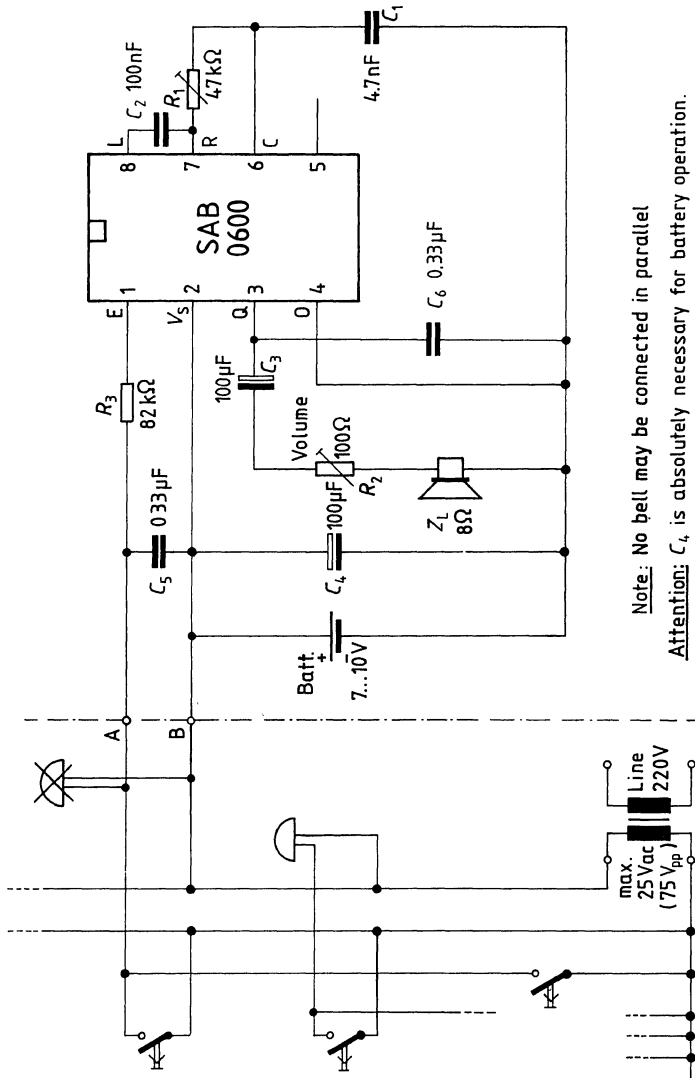 A
B
max.
25 Vac
(75 Vpp)
Line
220V
Batt.
+
–
7...10V
C5
0 33µF
R3
82kΩ
C4
100µF
Volume
100Ω
R2
ZL
8Ω
100µF
C3
C6 0.33µF
E
Vs
Q
O
1
2
3
4
SAB
0600
8
7
6
5
L
R
C
C2 100nF
R1
47kΩ
C1
4.7nF
Note: No bell may be connected in parallel
Attention: C4 is absolutely necessary for battery operation.